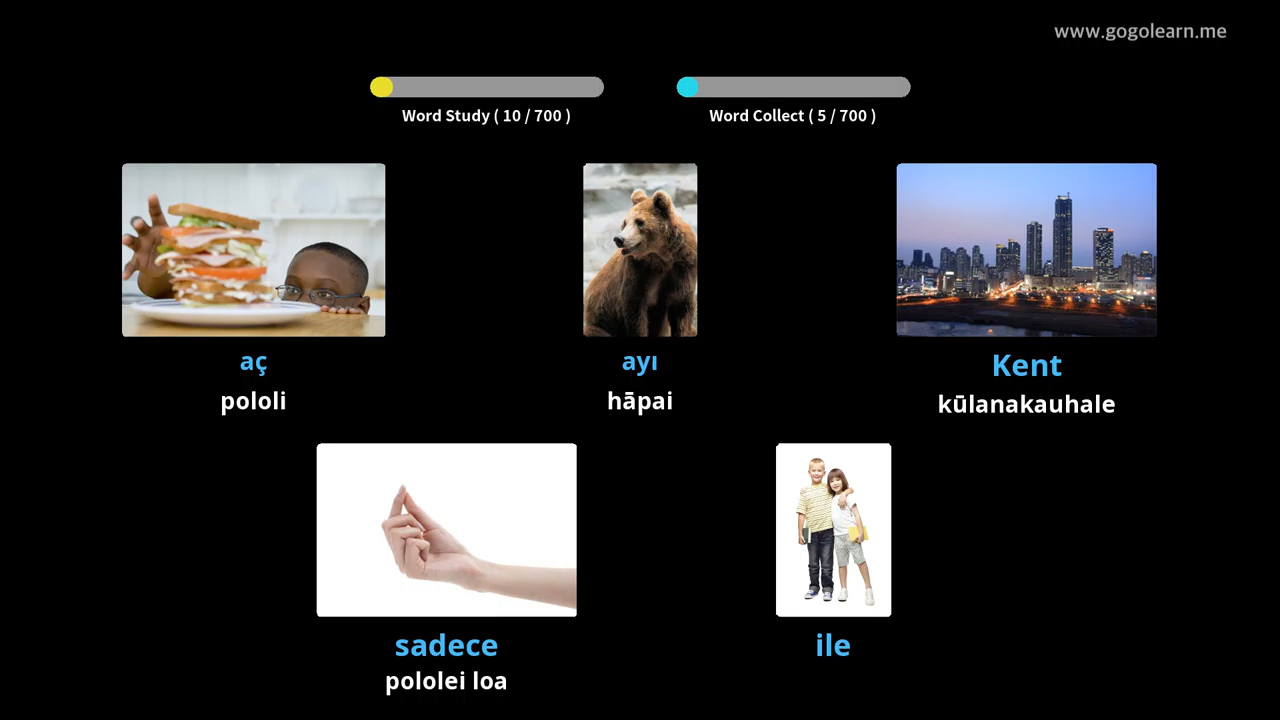 www.gogolearn.me
Word Study ( 10 / 700 )
Word Collect ( 5 / 700 )
aç
ayı
Kent
pololi
hāpai
kūlanakauhale
sadece
ile
pololei loa